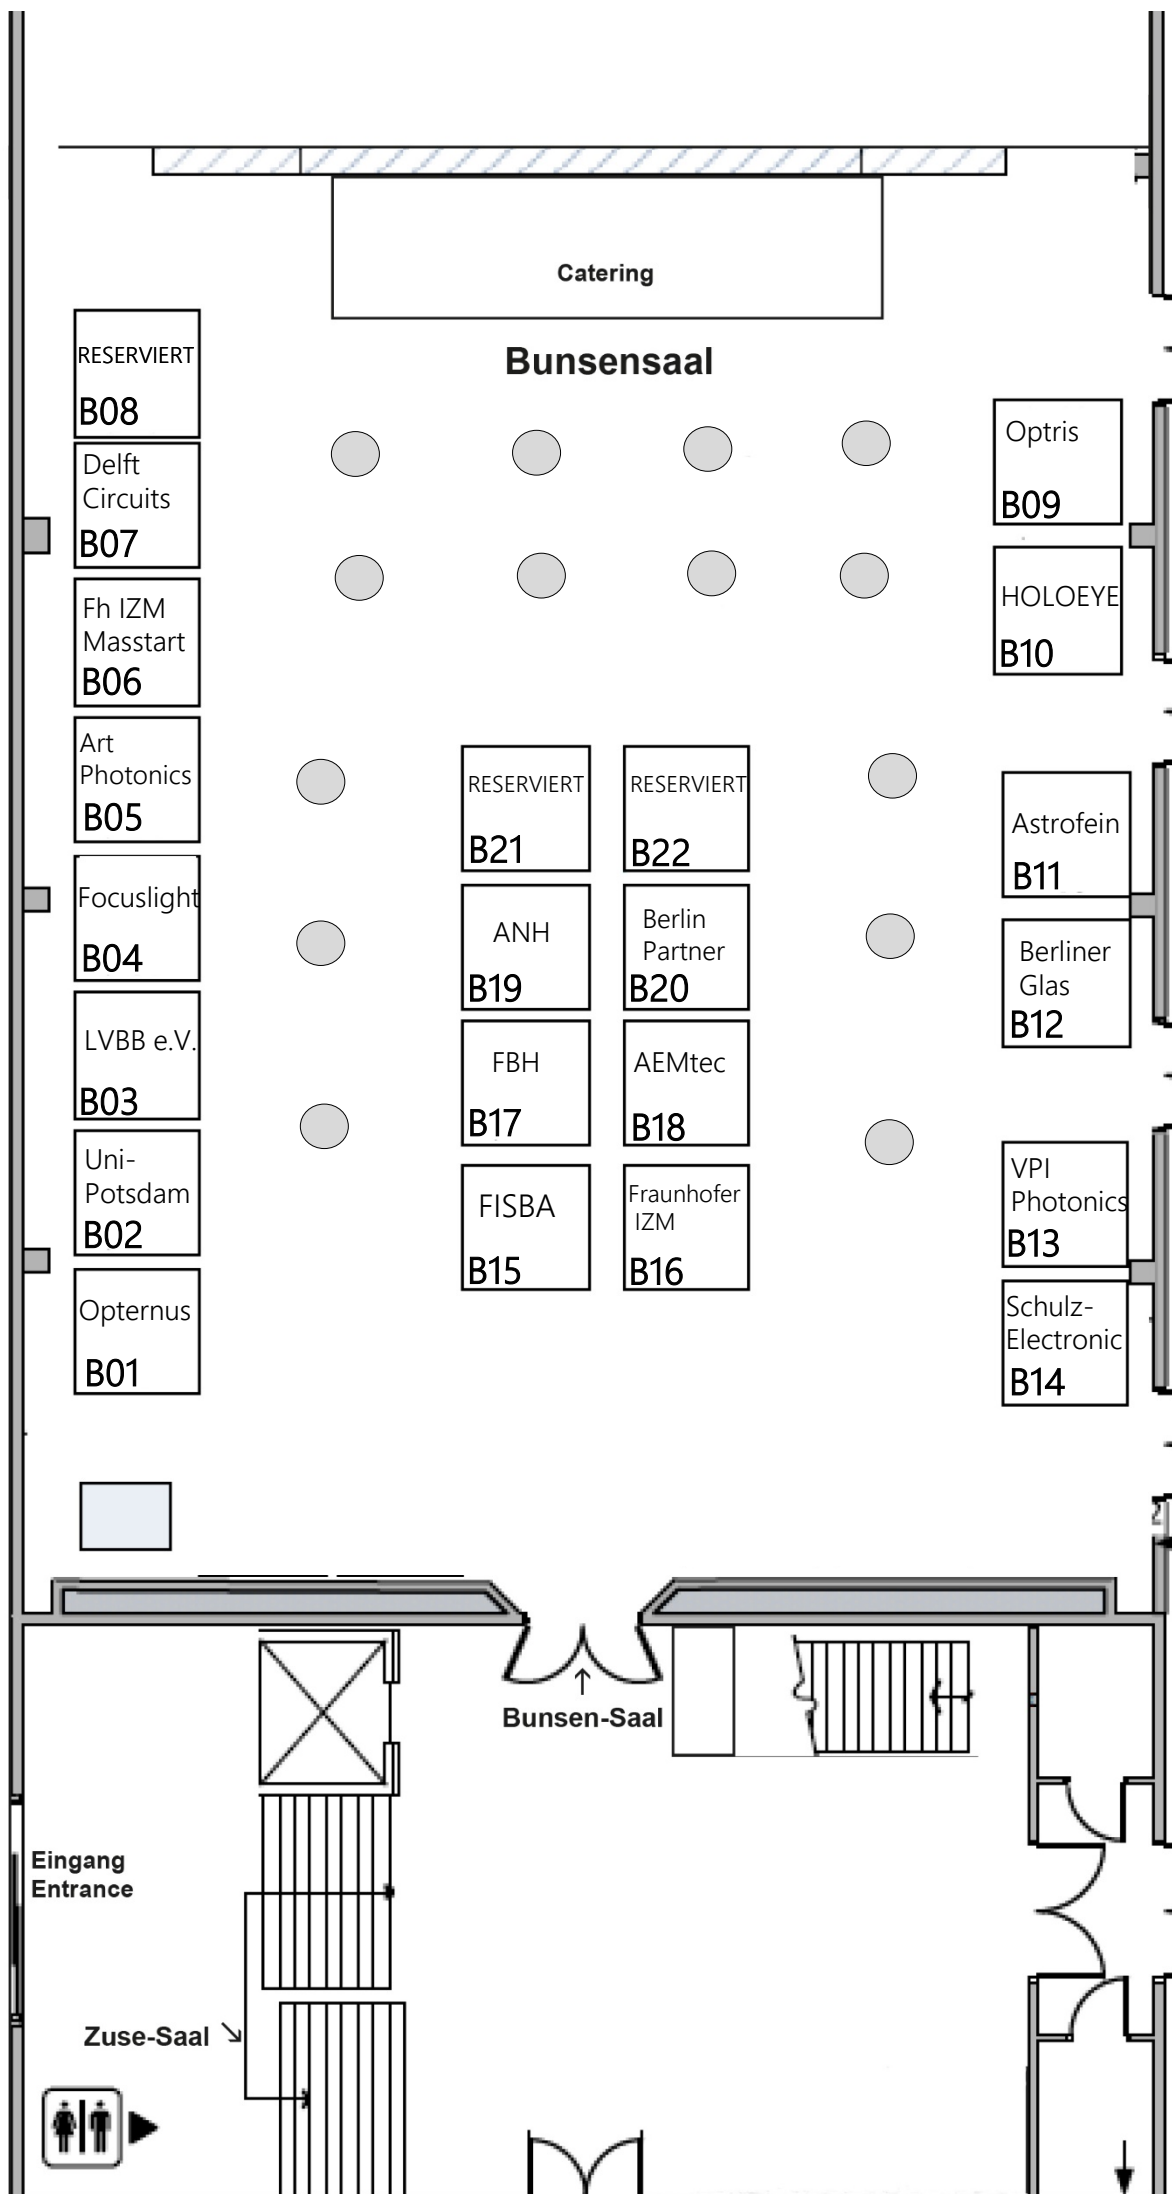 Catering
Bunsensaal
RESERVIERT
B08
Delft
Circuits
B07
Fh IZM
Masstart
B06
Art
Photonics
B05
Focuslight
B04
LVBB e.V.
B03
Uni-
Potsdam
B02
Opternus
B01
RESERVIERT
B21
RESERVIERT
B22
ANH
B19
Berlin
Partner
B20
FBH
B17
AEMtec
B18
FISBA
B15
Fraunhofer
IZM
B16
Optris
B09
HOLOEYE
B10
Astrofein
B11
Berliner
Glas
B12
VPI
Photonics
B13
Schulz-
Electronic
B14
Bunsen-Saal
Eingang
Entrance
Zuse-Saal